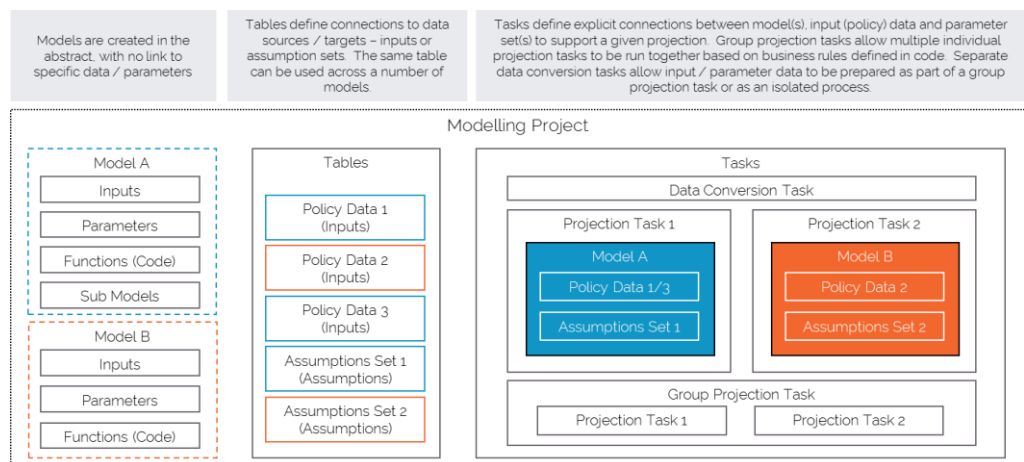 Models are created in the
abstract, with no link to
specific data / parameters
Tables define connections to data
sources / targets – inputs or
assumption sets. The same table
can be used across a number of
models.
Tasks define explicit connections between model(s), input (policy) data and parameter
set(s) to support a given projection. Group projection tasks allow multiple individual
projection tasks to be run together based on business rules defined in code. Separate
data conversion tasks allow input / parameter data to be prepared as part of a group
projection task or as an isolated process.
Modelling Project
Model A
Inputs
Parameters
Functions (Code)
Sub Models
Model B
Inputs
Parameters
Functions (Code)
Tables
Policy Data 1
(Inputs)
Policy Data 2
(Inputs)
Policy Data 3
(Inputs)
Assumptions Set 1
(Assumptions)
Assumptions Set 2
(Assumptions)
Tasks
Data Conversion Task
Projection Task 1
Model A
Policy Data 1/3
Assumptions Set 1
Projection Task 2
Model B
Policy Data 2
Assumptions Set 2
Group Projection Task
Projection Task 1
Projection Task 2